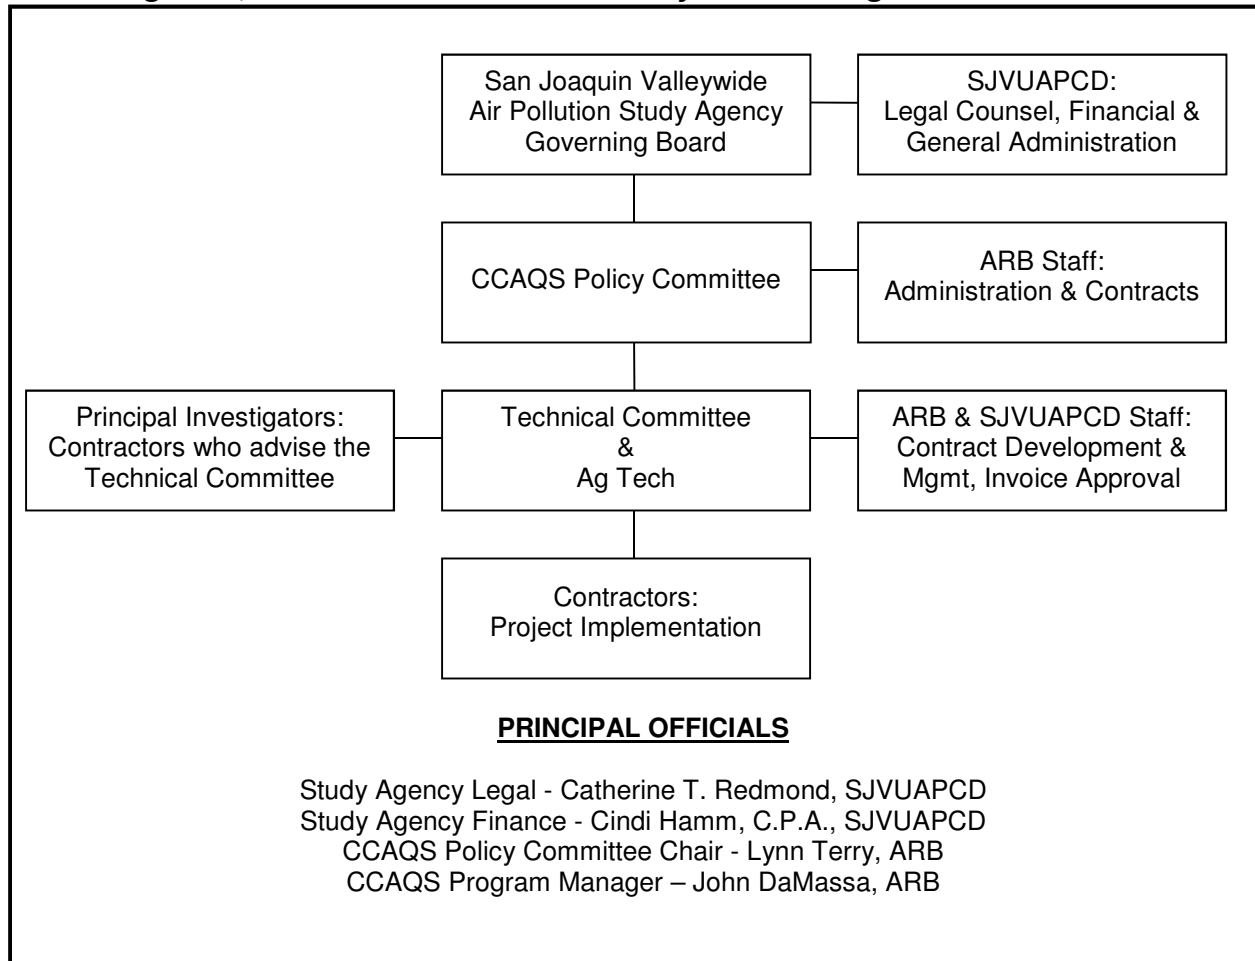 San Joaquin Valleywide
Air Pollution Study Agency
Governing Board
SJVUAPCD:
Legal Counsel, Financial &
General Administration
CCAQS Policy Committee
ARB Staff:
Administration & Contracts
Principal Investigators:
Contractors who advise the
Technical Committee
Technical Committee
&
Ag Tech
ARB & SJVUAPCD Staff:
Contract Development &
Mgmt, Invoice Approval
Contractors:
Project Implementation
PRINCIPAL OFFICIALS
Study Agency Legal - Catherine T. Redmond, SJVUAPCD
Study Agency Finance - Cindi Hamm, C.P.A., SJVUAPCD
CCAQS Policy Committee Chair - Lynn Terry, ARB
CCAQS Program Manager – John DaMassa, ARB